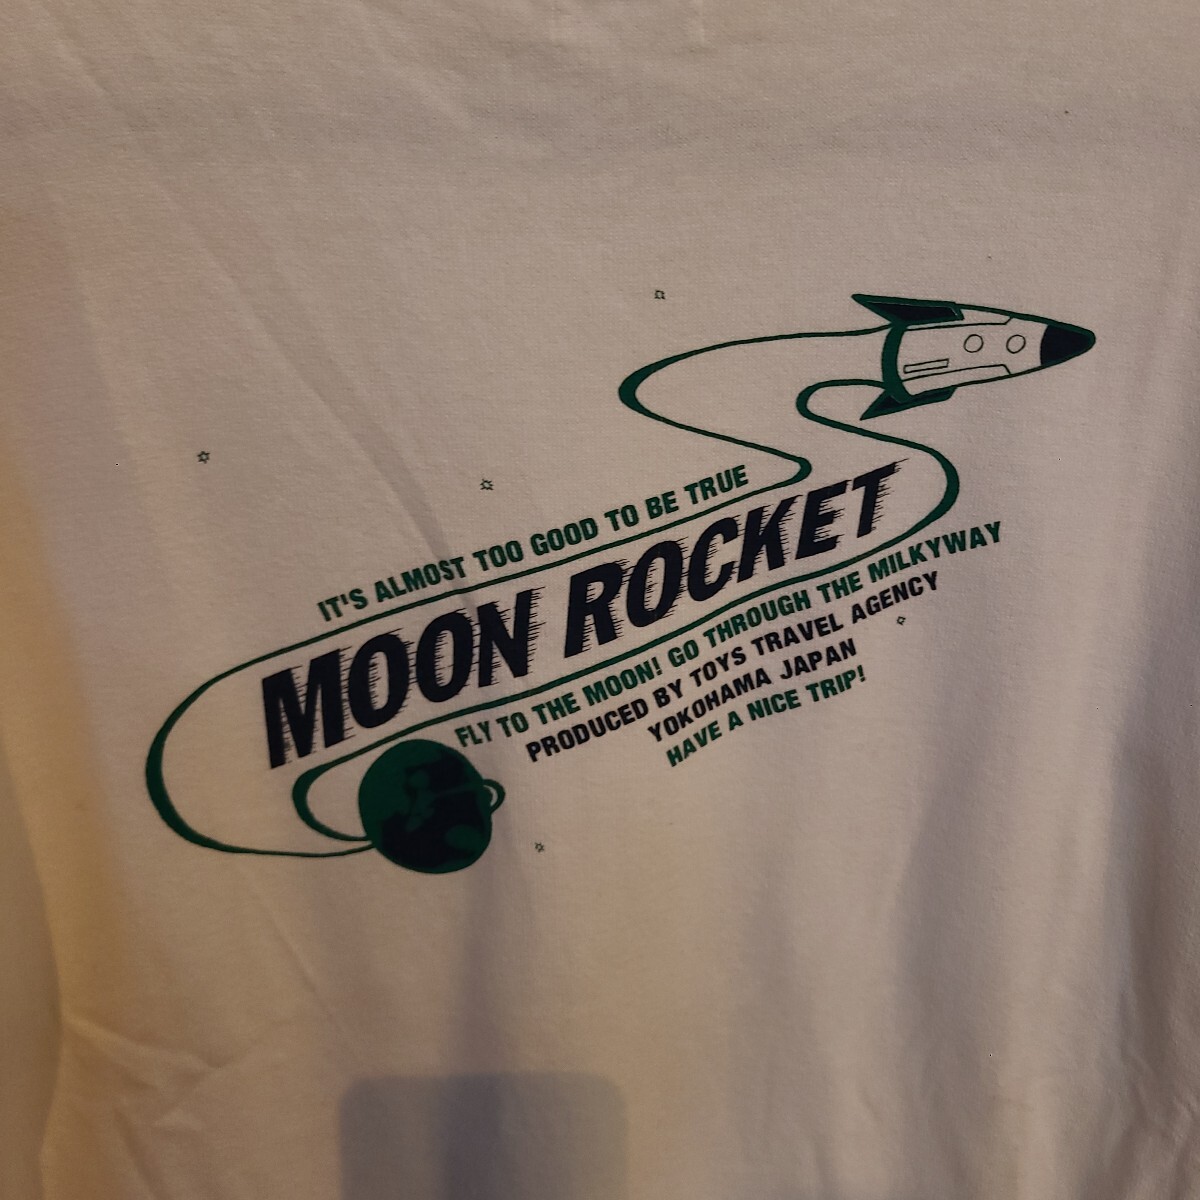 IT'S ALMOST TOO GOOD TO BE TRUE
MOON ROCKET
FLY TO THE MOON! GO THROUGH THE MILKYWAY
PRODUCED BY TOYS TRAVEL AGENCY
YOKOHAMA JAPAN
HAVE A NICE TRIP!